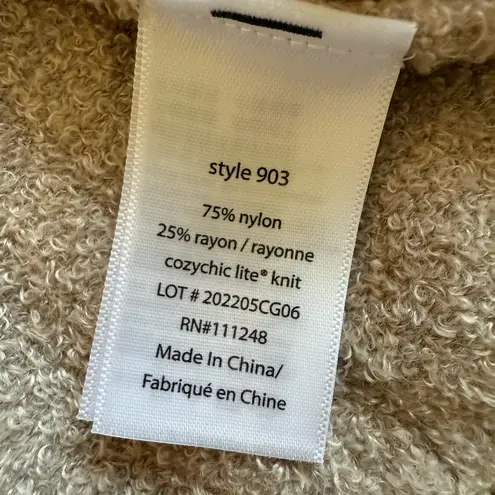 style 903
75% nylon
25% rayon / rayonne
cozychic lite® knit
LOT # 202205CG06
RN#111248
Made In China/
Fabriqué en Chine